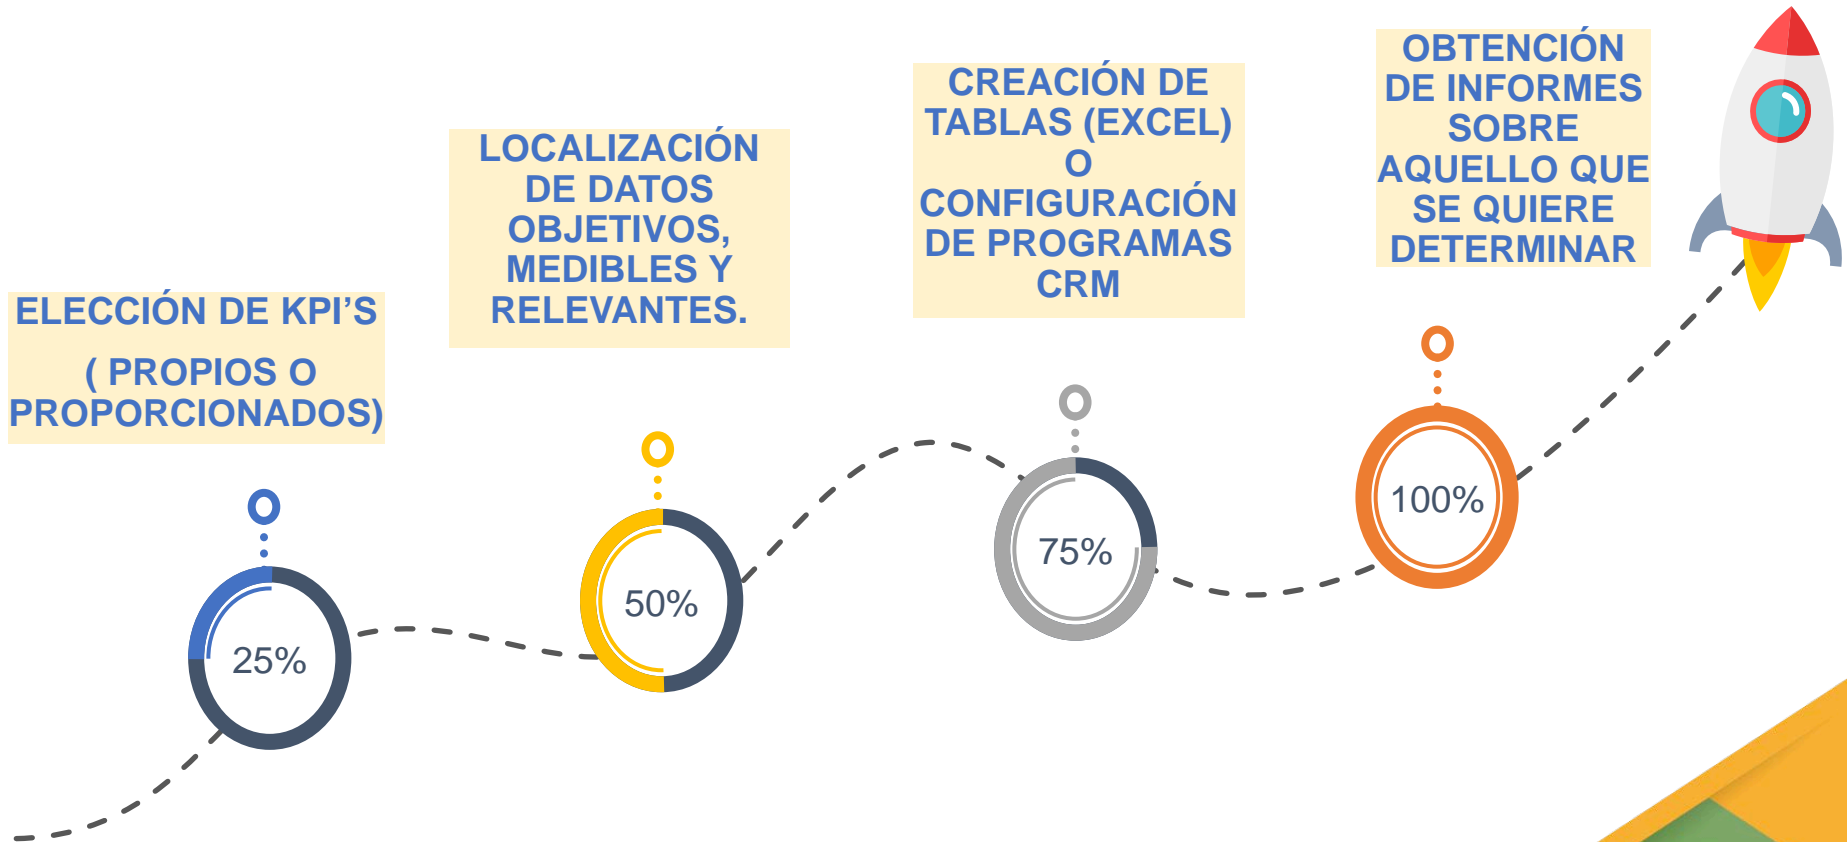 ELECCIÓN DE KPI’S
( PROPIOS O
PROPORCIONADOS)
25%
LOCALIZACIÓN
DE DATOS
OBJETIVOS,
MEDIBLES Y
RELEVANTES.
50%
CREACIÓN DE
TABLAS (EXCEL)
O
CONFIGURACIÓN
DE PROGRAMAS
CRM
75%
OBTENCIÓN
DE INFORMES
SOBRE
AQUELLO QUE
SE QUIERE
DETERMINAR
100%